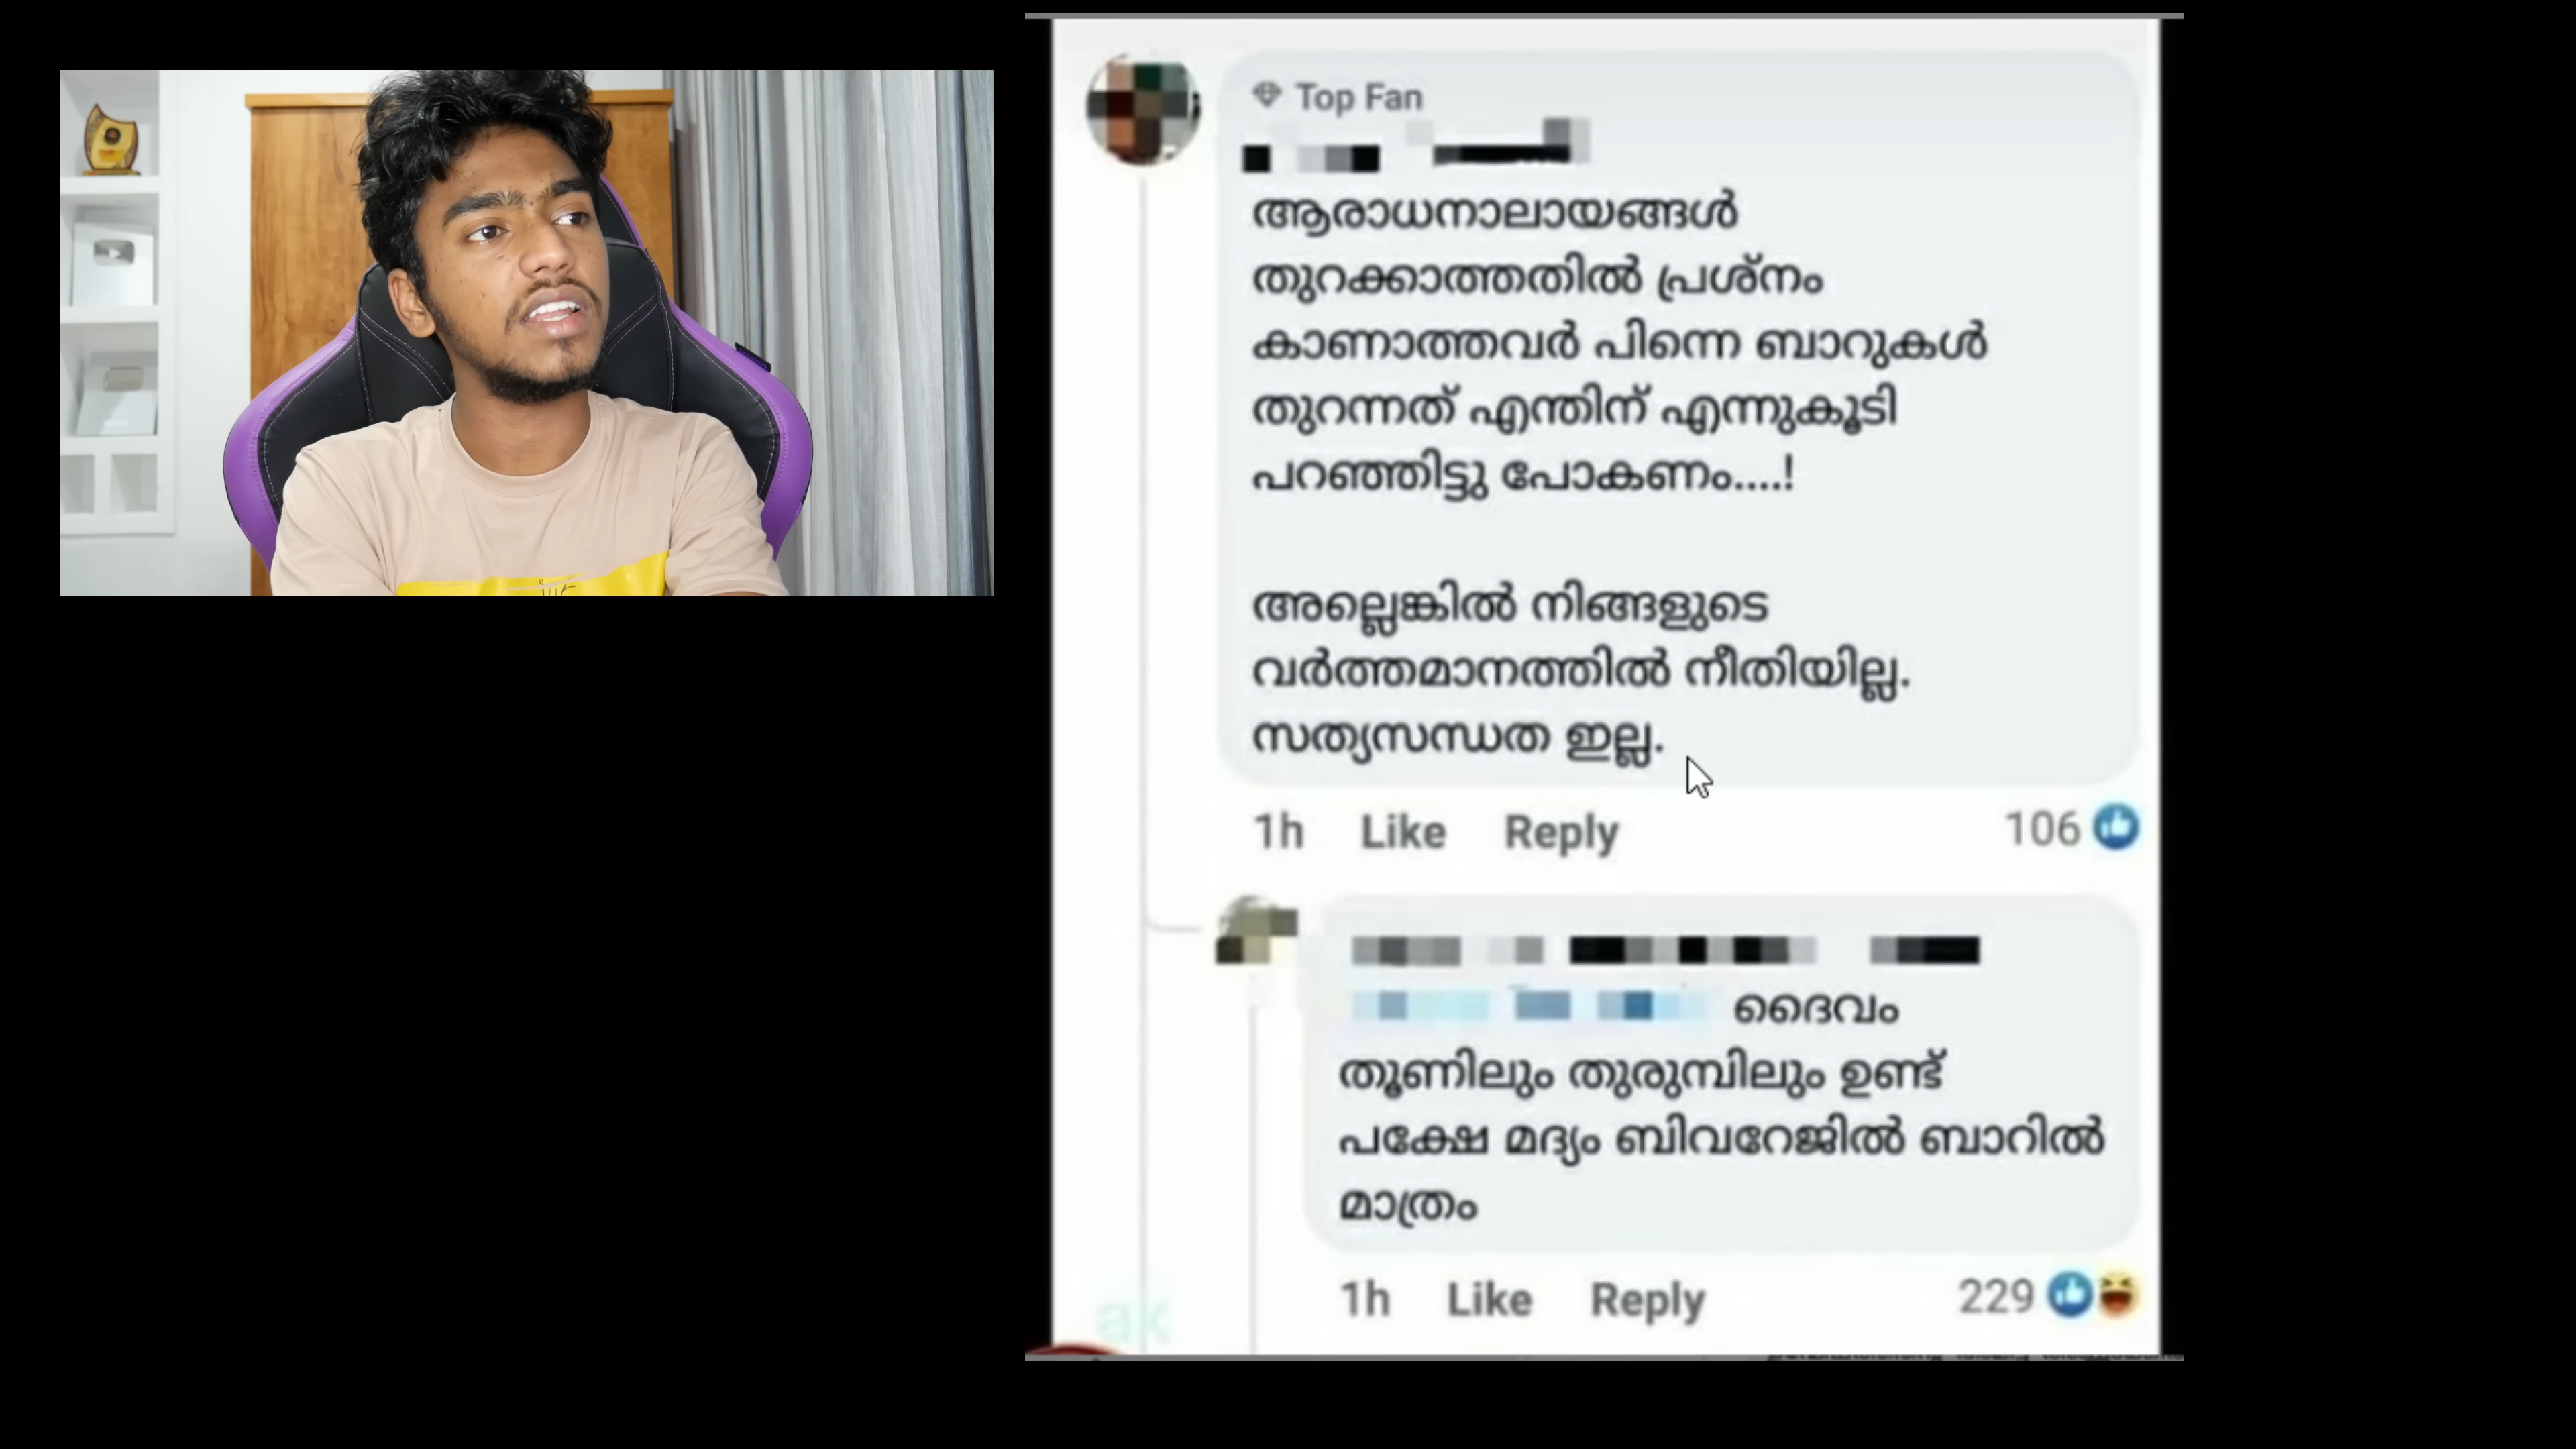 Top Fan
ആരാധനാലായങ്ങൾ
തുറക്കാത്തതിൽ പ്രശ്നം
കാണാത്തവർ പിന്നെ ബാറുകൾ
തുറന്നത് എന്തിന് എന്നുകൂടി
പറഞ്ഞിട്ടു പോകണം....!
അല്ലെങ്കിൽ നിങ്ങളുടെ
വർത്തമാനത്തിൽ നീതിയില്ല.
സത്യസന്ധത ഇല്ല.
1h Like Reply 106
ദൈവം
തൂണിലും തുരുമ്പിലും ഉണ്ട്
പക്ഷേ മദ്യം ബിവറേജിൽ ബാറിൽ
മാത്രം
1h Like Reply 229
ak